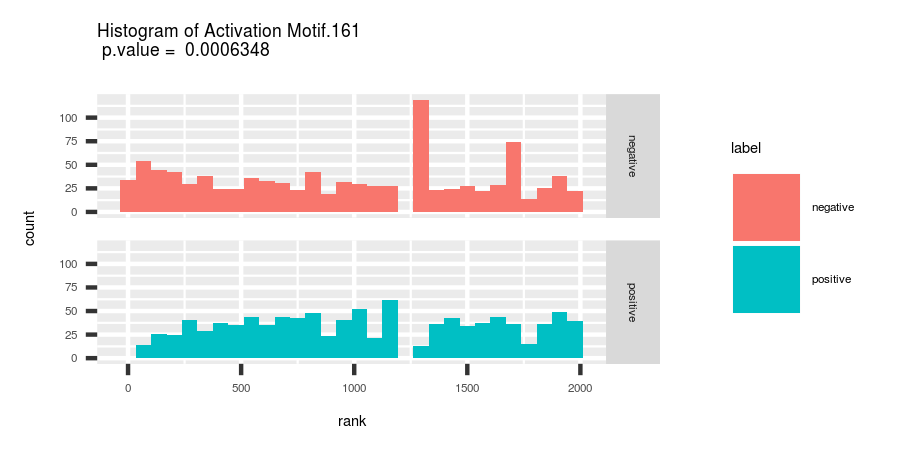 Histogram of Activation Motif.161
p.value = 0.0006348
count
100
75
50
25
0
negative
100
75
50
25
0
positive
0 500 1000 1500 2000
rank
label
negative
positive